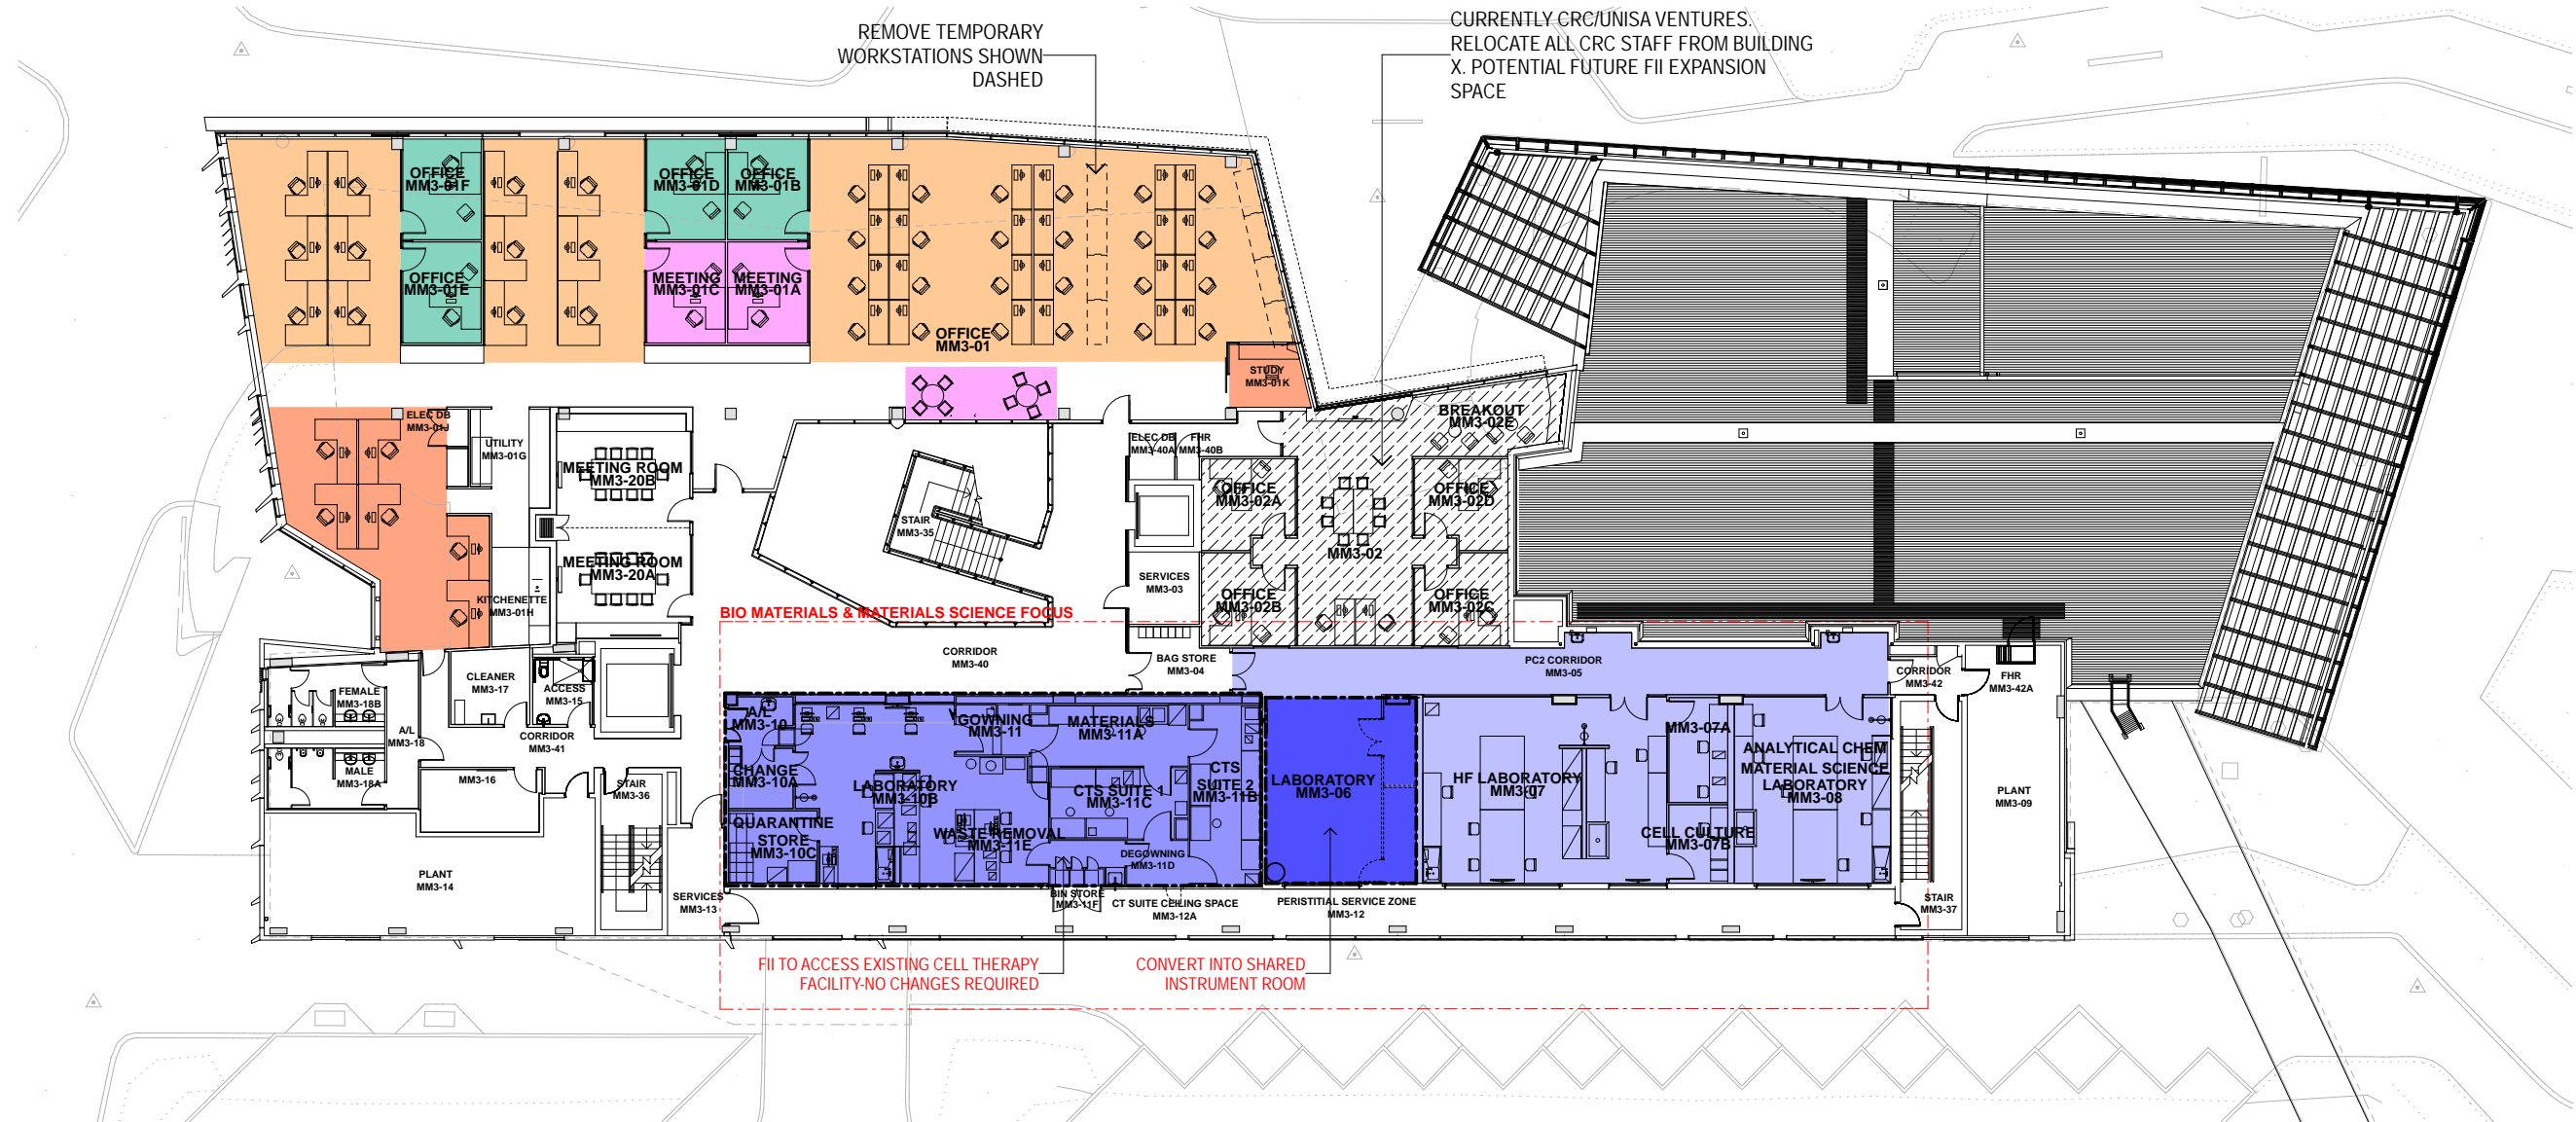 REMOVE TEMPORARY
WORKSTATIONS SHOWN
DASHED
CURRENTLY CRC/UNISA VENTURES.
RELOCATE ALL CRC STAFF FROM BUILDING
X. POTENTIAL FUTURE FII EXPANSION
SPACE
OFFICE
MM3-01F
OFFICE
MM3-01D
OFFICE
MM3-01B
OFFICE
MM3-01E
MEETING
MM3-01C
MEETING
MM3-01A
OFFICE
MM3-01
STUDY
MM3-01K
ELEC DB
MM3-01J
UTILITY
MM3-01G
MEETING ROOM
MM3-20B
MEETING ROOM
MM3-20A
KITCHENETTE
MM3-01H
STAIR
MM3-35
ELEC DB
MM3-40A
FHR
MM3-40B
BREAKOUT
MM3-02E
OFFICE
MM3-02A
OFFICE
MM3-02D
MM3-02
SERVICES
MM3-03
OFFICE
MM3-02B
OFFICE
MM3-02C
BIO MATERIALS & MATERIALS SCIENCE FOCUS
CORRIDOR
MM3-40
BAG STORE
MM3-04
PC2 CORRIDOR
MM3-05
CORRIDOR
MM3-42
FHR
MM3-42A
FEMALE
MM3-18B
A/L
MM3-18
MALE
MM3-18A
CLEANER
MM3-17
ACCESS
MM3-15
CORRIDOR
MM3-41
MM3-16
STAIR
MM3-36
PLANT
MM3-14
SERVICES
MM3-13
A/L
MM3-10
CHANGE
MM3-10A
QUARANTINE
STORE
MM3-10C
LABORATORY
MM3-10B
GOWNING
MM3-11
MATERIALS
MM3-11A
CTS SUITE 1
MM3-11C
CTS
SUITE 2
MM3-11B
WASTE REMOVAL
MM3-11E
DEGOWNING
MM3-11D
BIN STORE
MM3-11F
CT SUITE CEILING SPACE
MM3-12A
LABORATORY
MM3-06
PERISTITIAL SERVICE ZONE
MM3-12
HF LABORATORY
MM3-07
MM3-07A
CELL CULTURE
MM3-07B
ANALYTICAL CHEM
MATERIAL SCIENCE
LABORATORY
MM3-08
STAIR
MM3-37
PLANT
MM3-09
FII TO ACCESS EXISTING CELL THERAPY
FACILITY-NO CHANGES REQUIRED
CONVERT INTO SHARED
INSTRUMENT ROOM